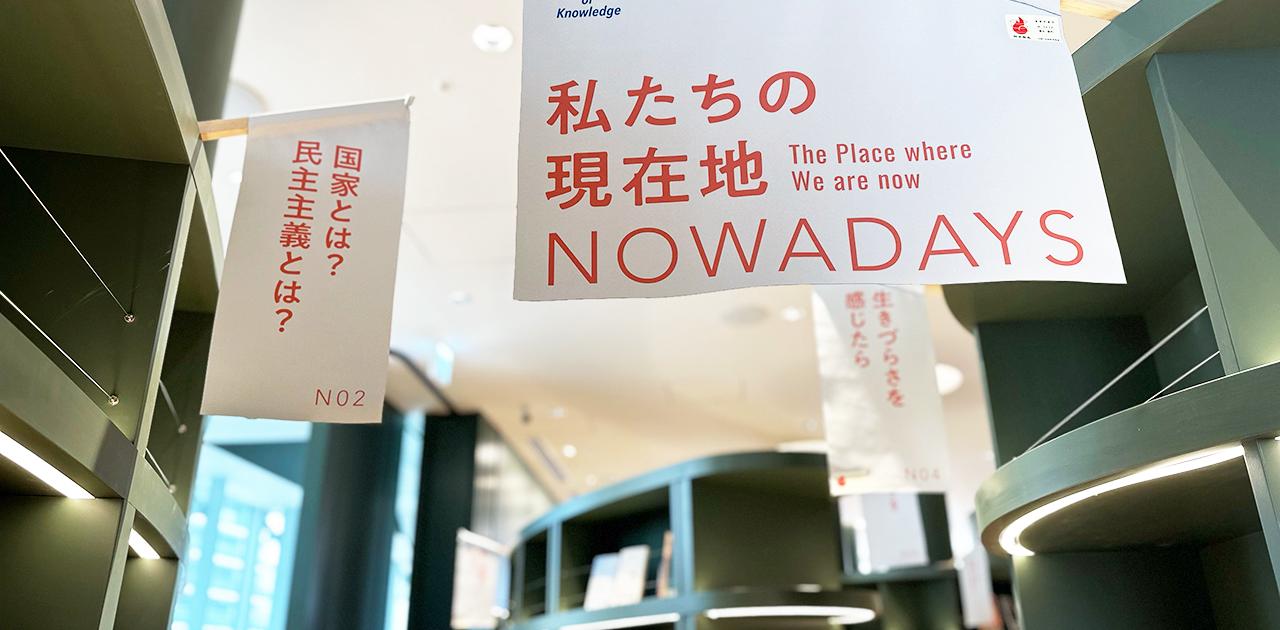 of
Knowledge
私たちの
現在地
The Place where
We are now
NOWADAYS
国家とは?
民主主義とは?
N02
生きづらさを
感じたら
N04